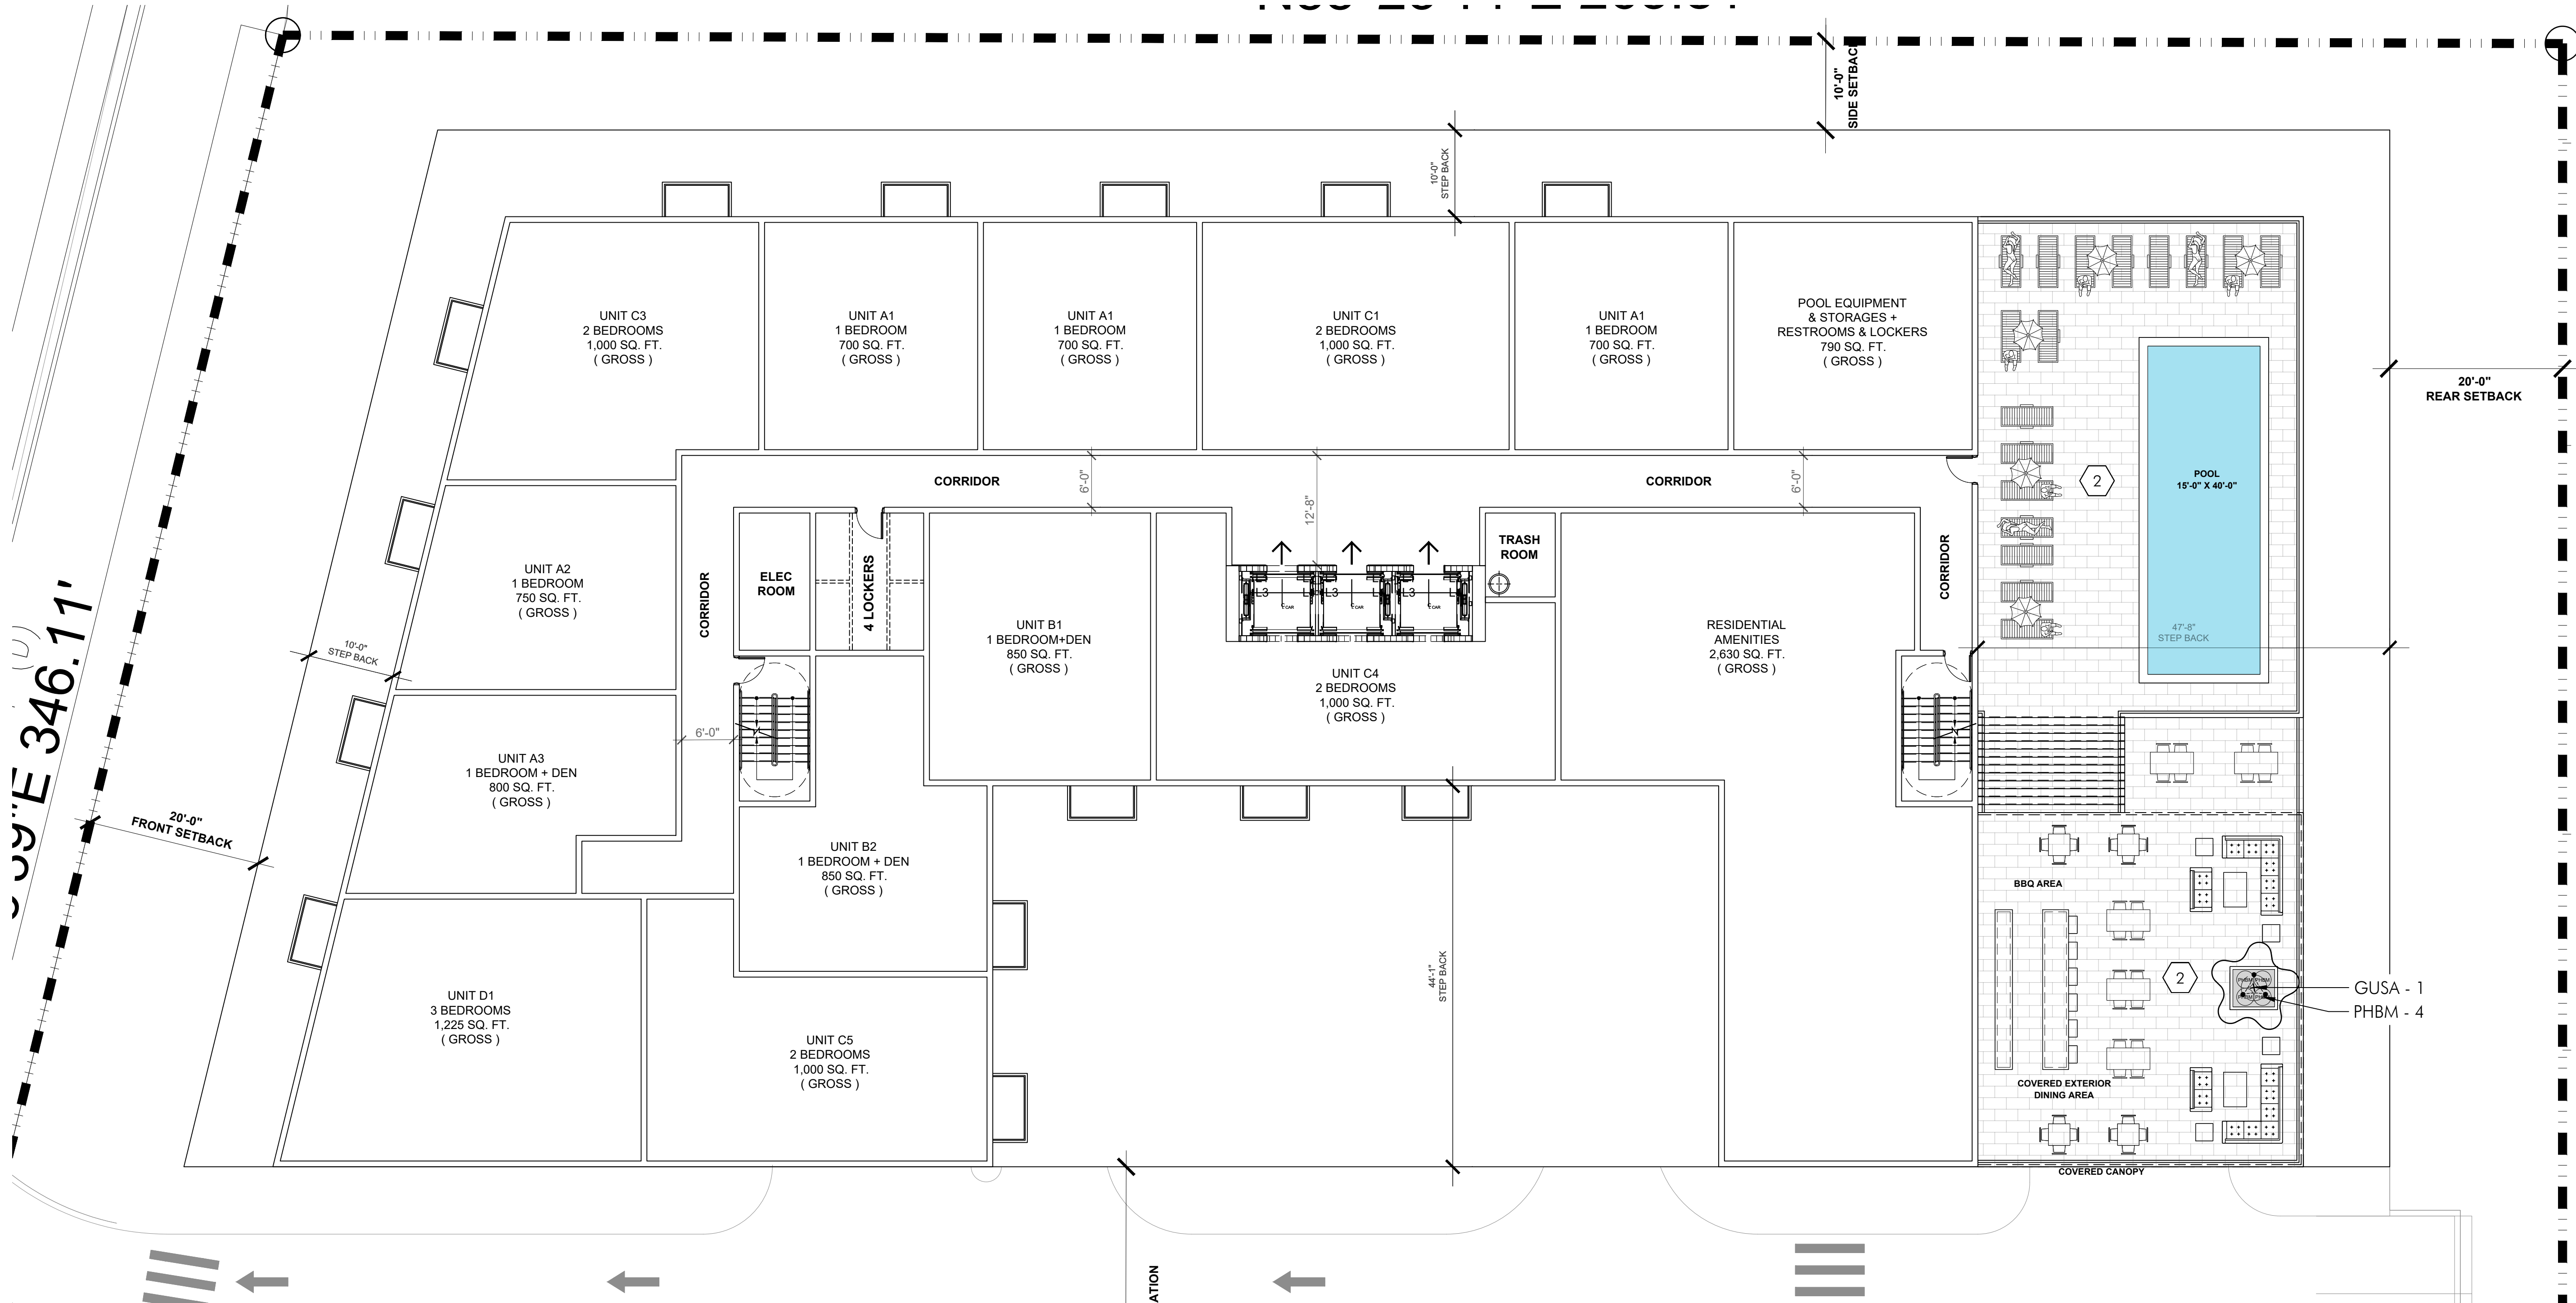 10'-0"
SIDE SETBACK
10'-0"
STEP BACK
UNIT C3
2 BEDROOMS
1,000 SQ. FT.
( GROSS )
UNIT A1
1 BEDROOM
700 SQ. FT.
( GROSS )
UNIT A1
1 BEDROOM
700 SQ. FT.
( GROSS )
UNIT C1
2 BEDROOMS
1,000 SQ. FT.
( GROSS )
UNIT A1
1 BEDROOM
700 SQ. FT.
( GROSS )
POOL EQUIPMENT
& STORAGES +
RESTROOMS & LOCKERS
790 SQ. FT.
( GROSS )
20'-0"
REAR SETBACK
CORRIDOR
6'-0"
12'-8"
CORRIDOR
6'-0"
2
POOL
15'-0" X 40'-0"
UNIT A2
1 BEDROOM
750 SQ. FT.
( GROSS )
CORRIDOR
ELEC
ROOM
4 LOCKERS
TRASH
ROOM
CORRIDOR
L3
L3
L3
CAR
CAR
CAR
UNIT B1
1 BEDROOM+DEN
850 SQ. FT.
( GROSS )
UNIT C4
2 BEDROOMS
1,000 SQ. FT.
( GROSS )
RESIDENTIAL
AMENITIES
2,630 SQ. FT.
( GROSS )
47'-8"
STEP BACK
10'-0"
STEP BACK
39"E 346.11'
6'-0"
UNIT A3
1 BEDROOM + DEN
800 SQ. FT.
( GROSS )
20'-0"
FRONT SETBACK
UNIT B2
1 BEDROOM + DEN
850 SQ. FT.
( GROSS )
BBQ AREA
44'-1"
STEP BACK
2
GUSA - 1
PHBM - 4
UNIT D1
3 BEDROOMS
1,225 SQ. FT.
( GROSS )
UNIT C5
2 BEDROOMS
1,000 SQ. FT.
( GROSS )
COVERED EXTERIOR
DINING AREA
COVERED CANOPY
ATION